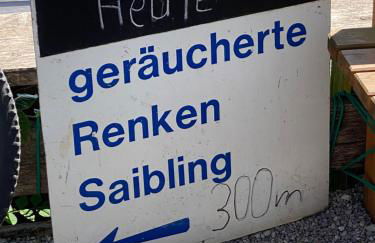 Heute
geräucherte
Renken
Saibling
300m